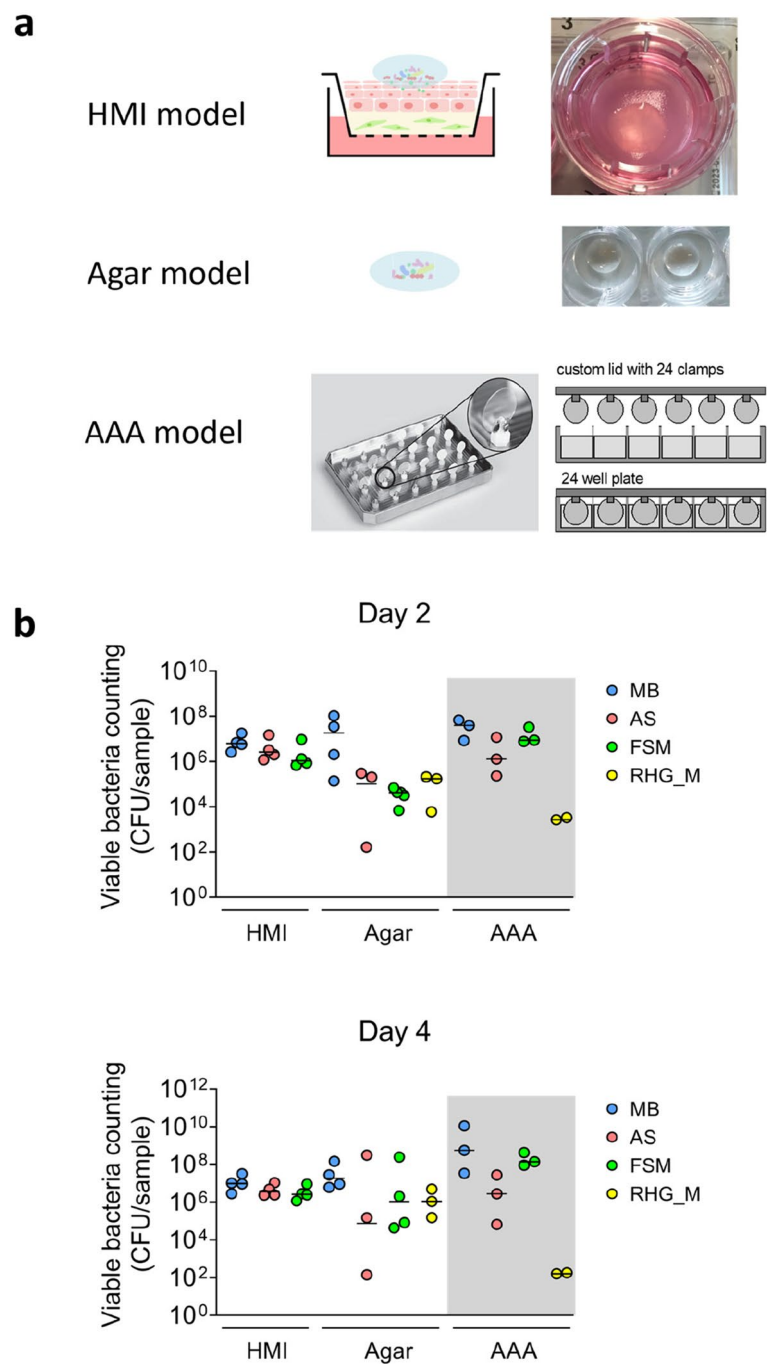 a
HMI model
3
Agar model
AAA model
custom lid with 24 clamps
24 well plate
b
Day 2
Viable bacteria counting
(CFU/sample)
10^10
10^8
10^6
10^4
10^2
10^0
HMI
Agar
AAA
MB
AS
FSM
RHG_M
Day 4
Viable bacteria counting
(CFU/sample)
10^12
10^10
10^8
10^6
10^4
10^2
10^0
HMI
Agar
AAA
MB
AS
FSM
RHG_M